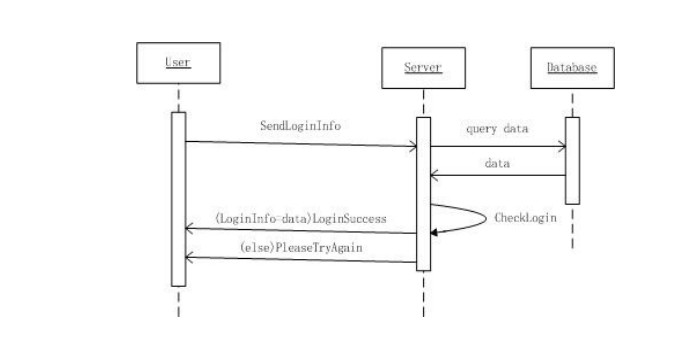 User
Server
Database
SendLoginInfo
query data
data
(LoginInfo=data)LoginSuccess
CheckLogin
(else)PleaseTryAgain